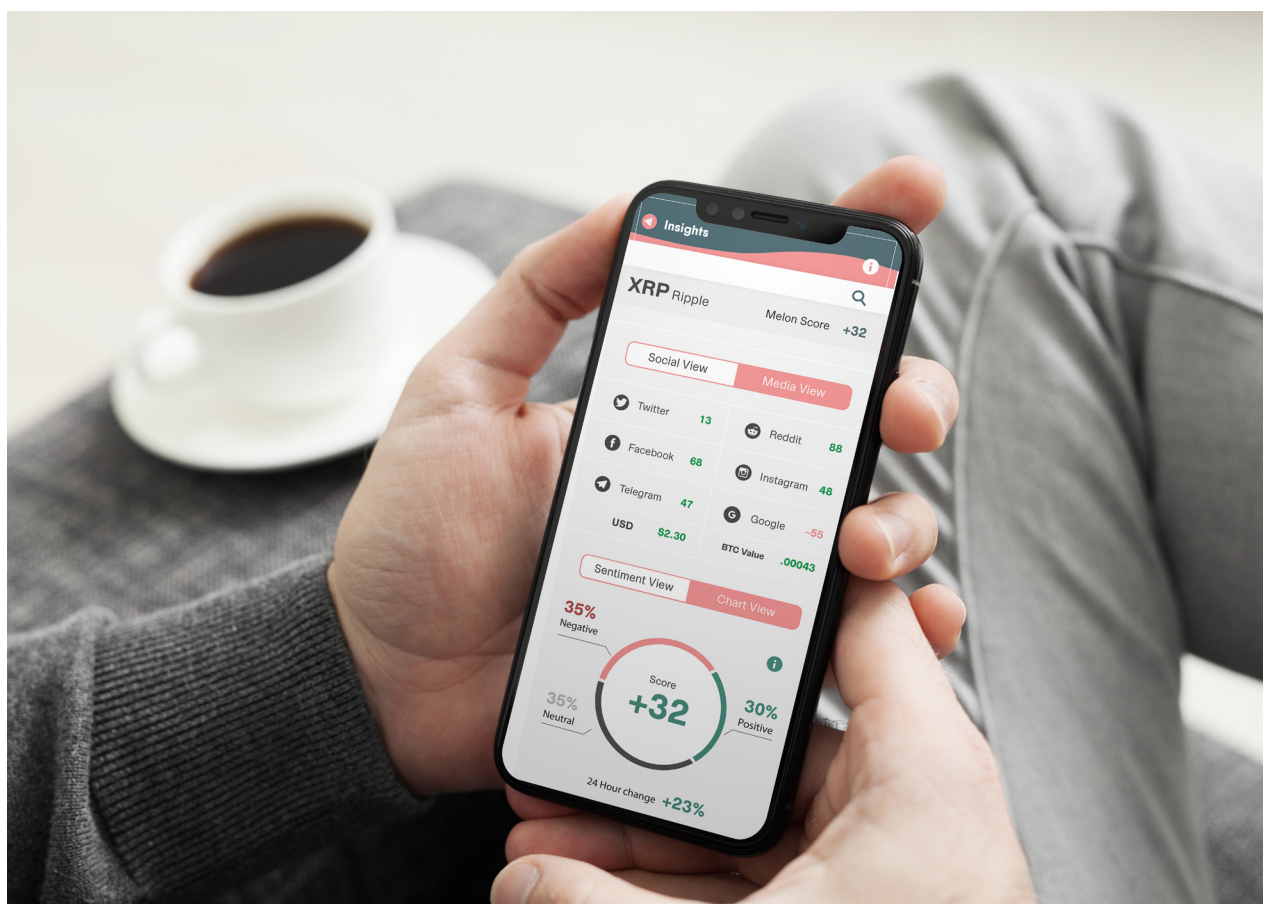 Insights
XRP Ripple
Melon Score +32
Social View Media View
Twitter 13 Reddit 88
Facebook 68 Instagram 48
Telegram 47 Google -55
USD $2.30 BTC Value .00043
Sentiment View Chart View
35%
Negative
Score
+32
35%
Neutral
30%
Positive
24 Hour change +23%